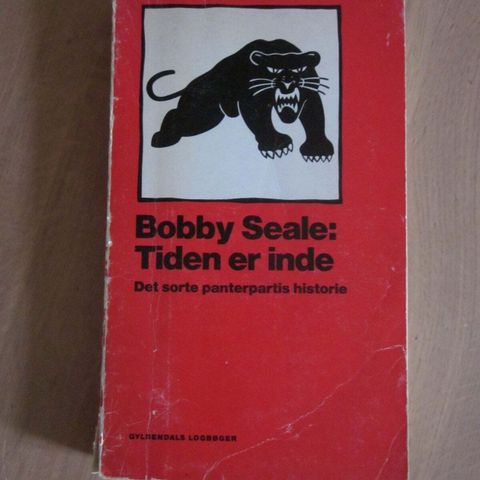 Bobby Seale:
Tiden er inde
Det sorte panterpartis historie
GYLDENDALS LOGBØGER